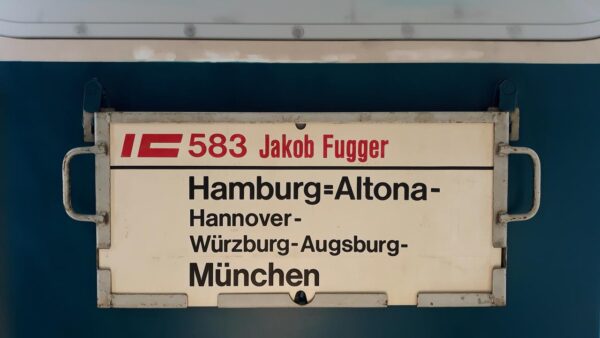 IC 583 Jakob Fugger
Hamburg=Altona-
Hannover-
Würzburg-Augsburg-
München